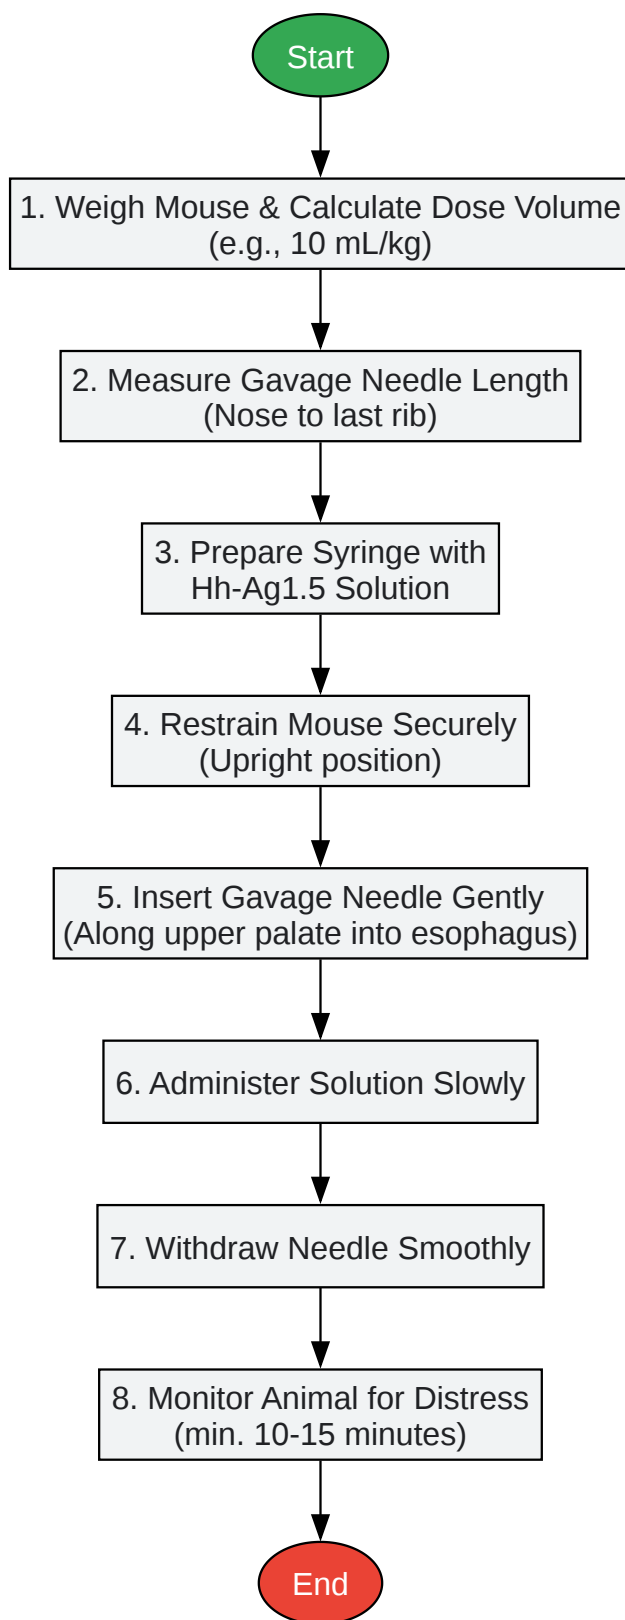 Start
1. Weigh Mouse & Calculate Dose Volume
(e.g., 10 mL/kg)
2. Measure Gavage Needle Length
(Nose to last rib)
3. Prepare Syringe with
Hh-Ag1.5 Solution
4. Restrain Mouse Securely
(Upright position)
5. Insert Gavage Needle Gently
(Along upper palate into esophagus)
6. Administer Solution Slowly
7. Withdraw Needle Smoothly
8. Monitor Animal for Distress
(min. 10-15 minutes)
End